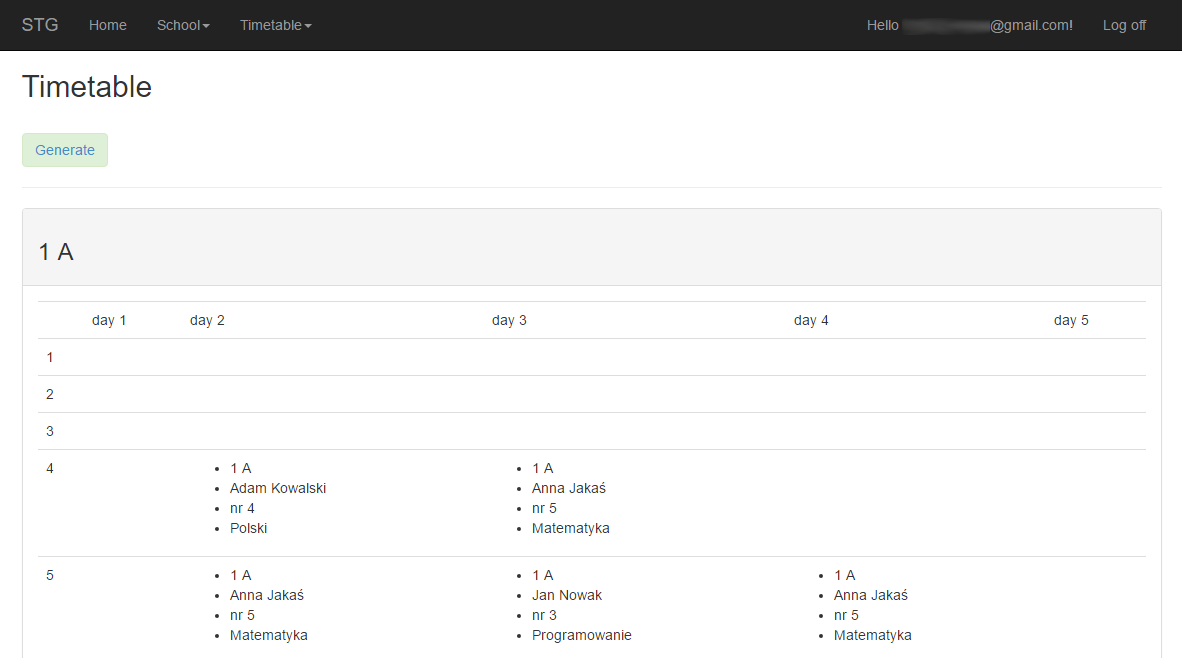 STG Home School Timetable Hello @gmail.com! Log off
Timetable
Generate
1 A
day 1 day 2 day 3 day 4 day 5
1
2
3
4 1 A 1 A
Adam Kowalski Anna Jakaś
nr 4 nr 5
Polski Matematyka
5 1 A 1 A 1 A
Anna Jakaś Jan Nowak Anna Jakaś
nr 5 nr 3 nr 5
Matematyka Programowanie Matematyka